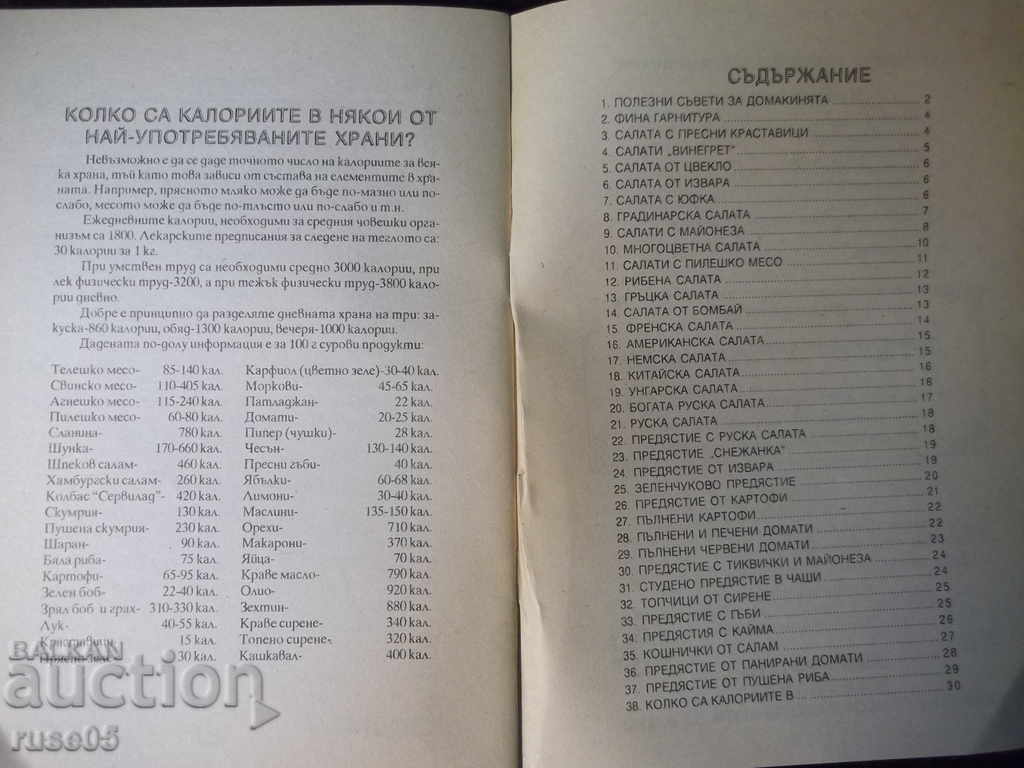 КОЛКО СА КАЛОРИИТЕ В НЯКОИ ОТ
НАЙ-УПОТРЕБЯВАНИТЕ ХРАНИ?
Невъзможно е да се даде точното число на калориите за вся-
ка храна, тъй като това зависи от състава на елементите в хра-
ната. Например, прясното мляко може да бъде по-мазно или по-
слабо, месото може да бъде по-тлъсто или по-слабо и т.н.
Ежедневните калории, необходими за средния човешки орга-
низъм са 1800. Лекарските предписания за следене на теглото са:
30 калории за 1 кг.
При умствен труд са необходими средно 3000 калории, при
лек физически труд-3200, а при тежък физически труд-3800 кало-
рии дневно.
Добре е принципно да разделяте дневната храна на три: за-
куска-860 калории, обяд-1300 калории, вечеря-1000 калории.
Дадената по-долу информация е за 100 г сурови продукти:
Телешко месо- 85-140 кал.
Свинско месо- 110-405 кал.
Агнешко месо- 115-240 кал.
Пилешко месо- 60-80 кал.
Сланина- 780 кал.
Шунка- 170-660 кал.
Шпеков салам- 460 кал.
Хамбургски салам- 260 кал.
Колбас "Сервилад"- 420 кал.
Скумрия- 130 кал.
Пушена скумрия- 230 кал.
Шаран- 90 кал.
Бяла риба- 75 кал.
Картофи- 65-95 кал.
Зелен боб- 22-40 кал.
Зрял боб и грах- 310-330 кал.
Лук- 40-55 кал.
Краставици- 15 кал.
30 кал.
Карфиол (цветно зеле)-30-40 кал.
Моркови- 45-65 кал.
Патладжан- 22 кал.
Домати- 20-25 кал.
Пипер (чушки)- 28 кал.
Чесън- 130-140 кал.
Пресни гъби- 40 кал.
Ябълки- 60-68 кал.
Лимони- 30-40 кал.
Маслини- 135-150 кал.
Орехи- 710 кал.
Макарони- 370 кал.
Яйца- 70 кал.
Краве масло- 790 кал.
Олио- 920 кал.
Зехтин- 880 кал.
Краве сирене- 340 кал.
Топено сирене- 320 кал.
Кашкавал- 400 кал.
BALKAN
auction
ruse05
СЪДЪРЖАНИЕ
1. ПОЛЕЗНИ СЪВЕТИ ЗА ДОМАКИНЯТА 2
2. ФИНА ГАРНИТУРА 4
3. САЛАТА С ПРЕСНИ КРАСТАВИЦИ 4
4. САЛАТИ „ВИНЕГРЕТ" 5
5. САЛАТА ОТ ЦВЕКЛО 6
6. САЛАТА ОТ ИЗВАРА 6
7. САЛАТА С ЮФКА 6
8. ГРАДИНАРСКА САЛАТА 7
9. САЛАТИ С МАЙОНЕЗА 8
10. МНОГОЦВЕТНА САЛАТА 10
11. САЛАТИ С ПИЛЕШКО МЕСО 11
12. РИБЕНА САЛАТА 12
13. ГРЪЦКА САЛАТА 13
14. САЛАТА ОТ БОМБАЙ 13
15. ФРЕНСКА САЛАТА 14
16. АМЕРИКАНСКА САЛАТА 15
17. НЕМСКА САЛАТА 15
18. КИТАЙСКА САЛАТА 16
19. УНГАРСКА САЛАТА 16
20. БОГАТА РУСКА САЛАТА 17
21. РУСКА САЛАТА 18
22. ПРЕДЯСТИЕ С РУСКА САЛАТА 18
23. ПРЕДЯСТИЕ „СНЕЖАНКА" 19
24. ПРЕДЯСТИЕ ОТ ИЗВАРА 19
25. ЗЕЛЕНЧУКОВО ПРЕДЯСТИЕ 20
26. ПРЕДЯСТИЕ ОТ КАРТОФИ 21
27. ПЪЛНЕНИ КАРТОФИ 22
28. ПЪЛНЕНИ И ПЕЧЕНИ ДОМАТИ 22
29. ПЪЛНЕНИ ЧЕРВЕНИ ДОМАТИ 23
30. ПРЕДЯСТИЕ С ТИКВИЧКИ И МАЙОНЕЗА 24
31. СТУДЕНО ПРЕДЯСТИЕ В ЧАШИ 24
32. ТОПЧИЦИ ОТ СИРЕНЕ 25
33. ПРЕДЯСТИЕ С ГЪБИ 25
34. ПРЕДЯСТИЯ С КАЙМА 26
35. КОШНИЧКИ ОТ САЛАМ 27
36. ПРЕДЯСТИЕ ОТ ПАНИРАНИ ДОМАТИ 28
37. ПРЕДЯСТИЕ ОТ ПУШЕНА РИБА 29
38. КОЛКО СА КАЛОРИИТЕ В 30